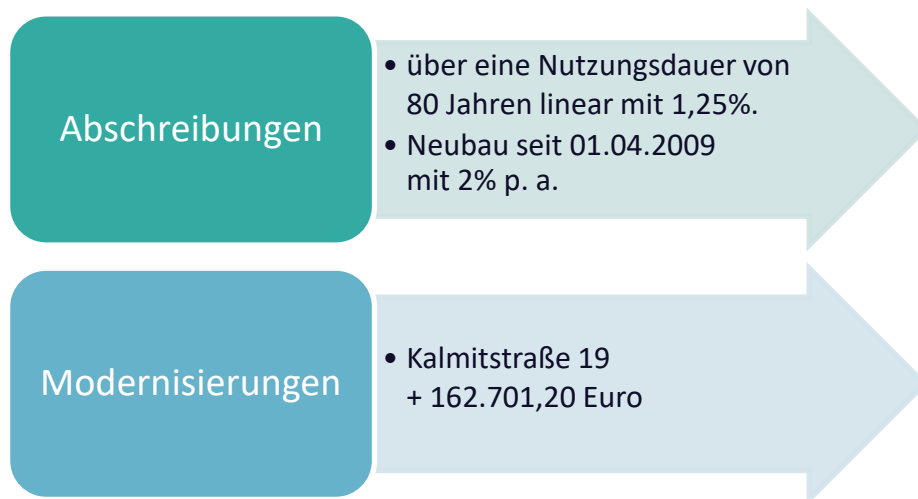 Abschreibungen
• über eine Nutzungsdauer von
80 Jahren linear mit 1,25%.
• Neubau seit 01.04.2009
mit 2% p. a.
Modernisierungen
• Kalmitstraße 19
+ 162.701,20 Euro